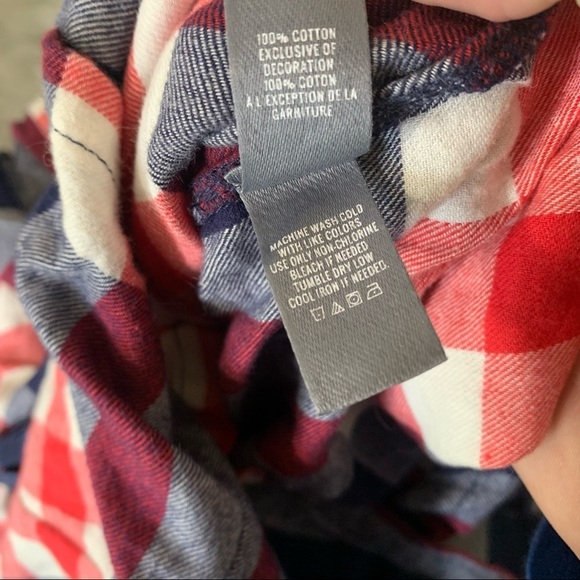 100% COTTON
EXCLUSIVE OF
DECORATION
100% COTON
A L'EXCEPTION DE LA
GARNITURE
MACHINE WASH COLD
WITH LIKE COLORS
USE ONLY NON-CHLORINE
BLEACH IF NEEDED
TUMBLE DRY LOW
COOL IRON IF NEEDED.